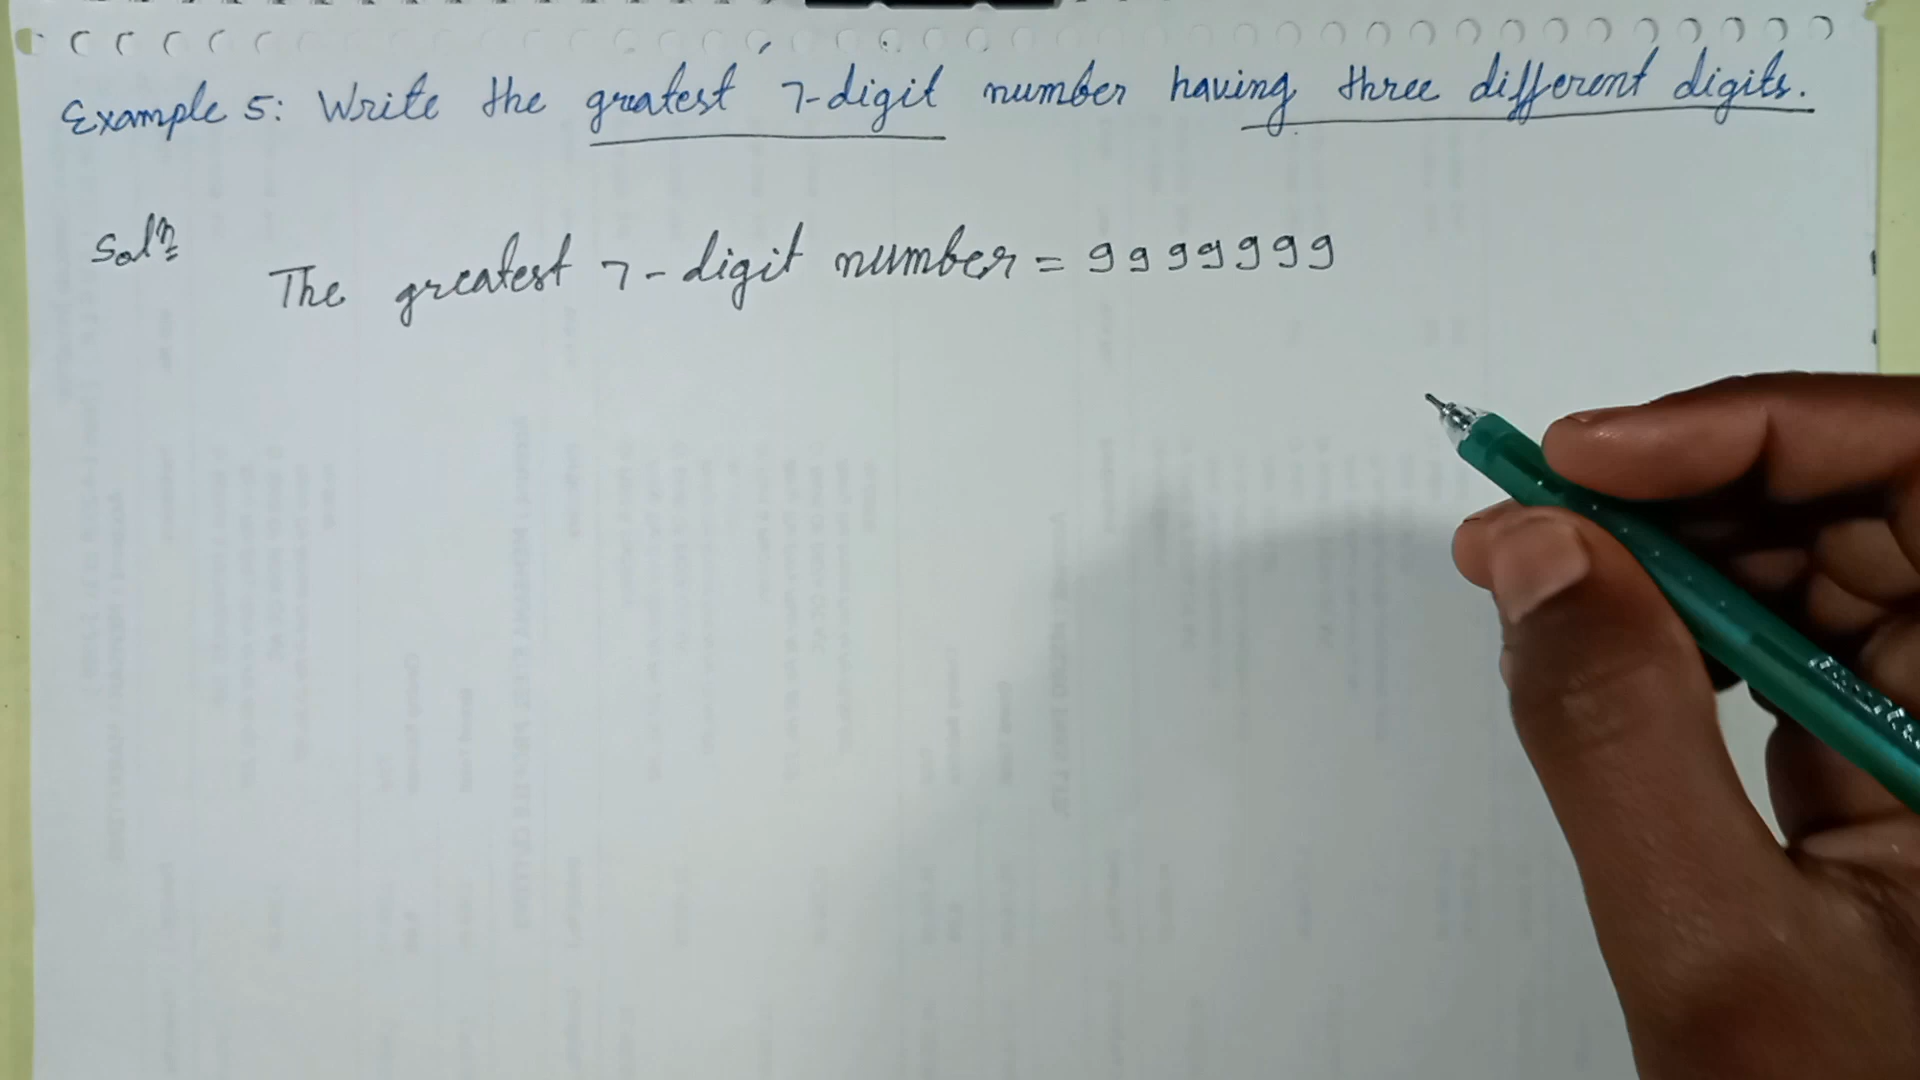 Example 5: Write the greatest 7-digit number having three different digits.
Solⁿ
The greatest 7-digit number = 9999999